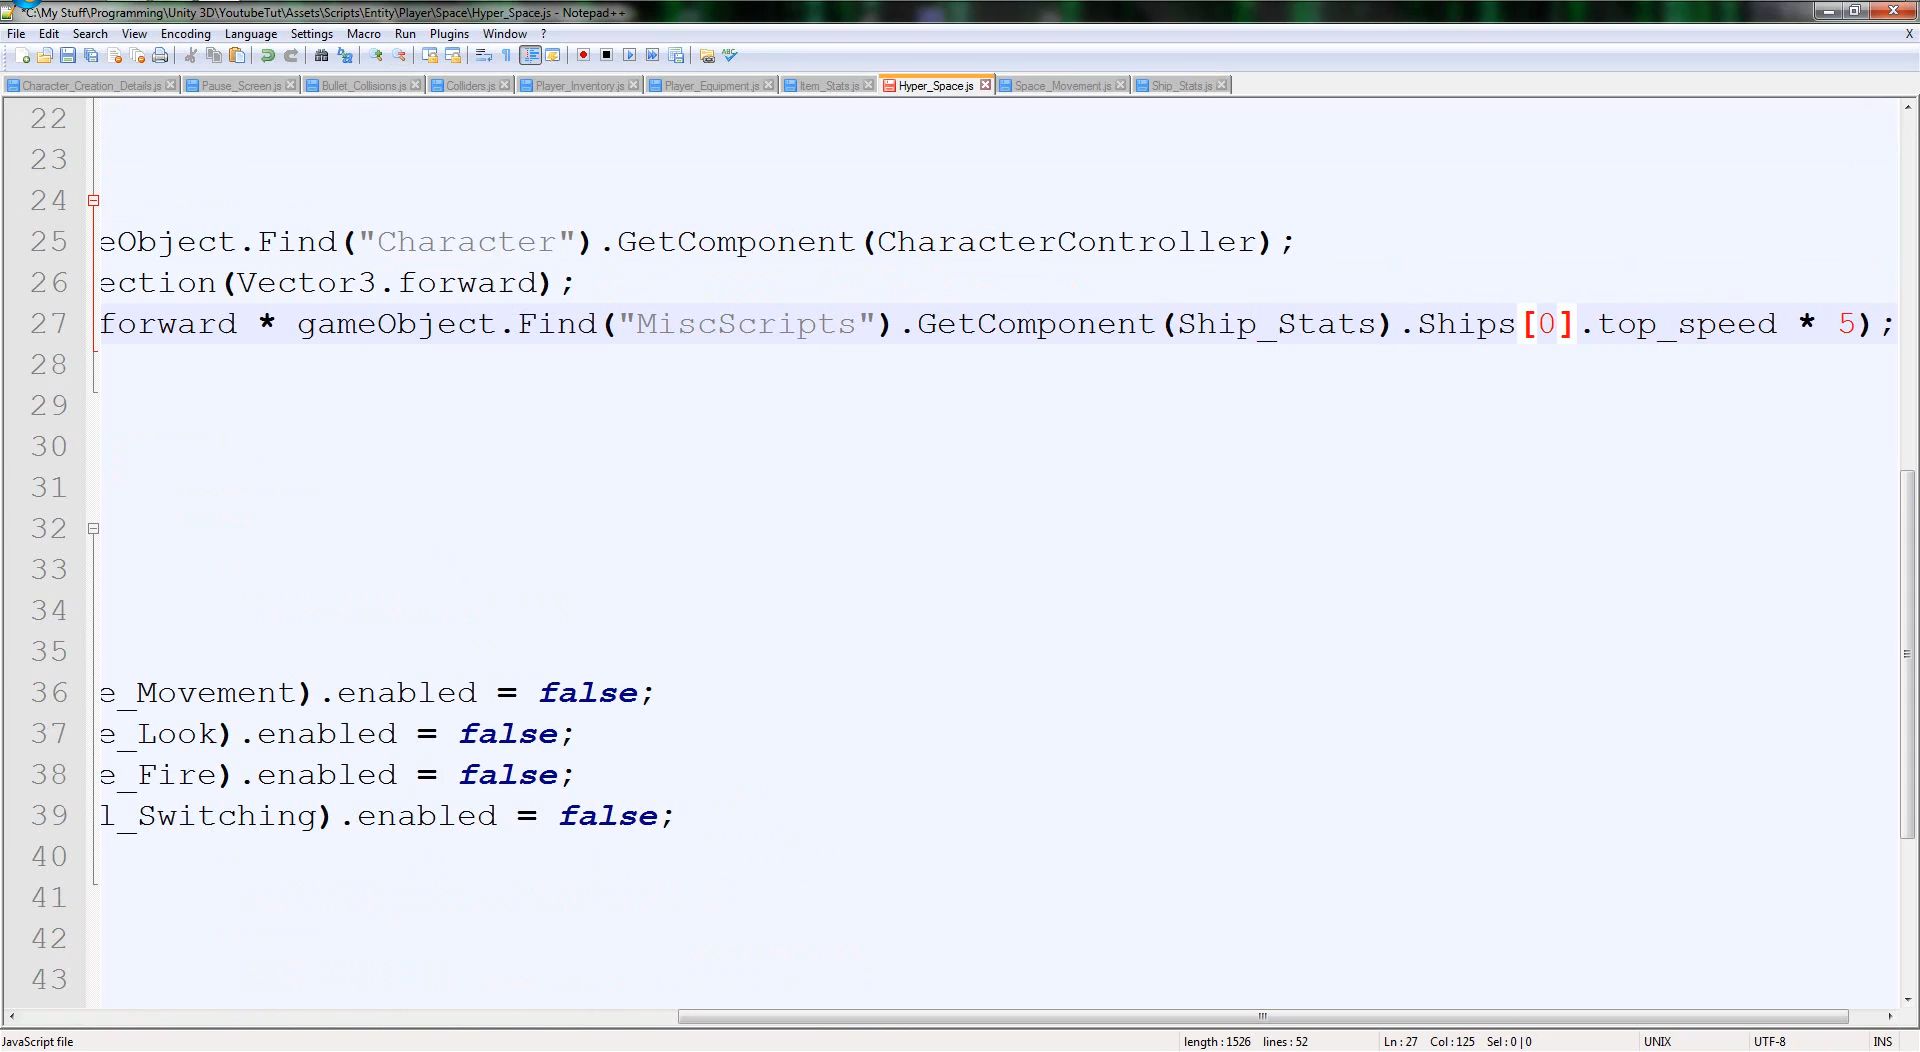 *C:\My Stuff\Programming\Unity 3D\YoutubeTut\Assets\Scripts\Entity\Player\Space\Hyper_Space.js - Notepad++
File Edit Search View Encoding Language Settings Macro Run Plugins Window ? X
Character_Creation_Details.js Pause_Screen.js Bullet_Collisions.js Colliders.js Player_Inventory.js Player_Equipment.js Item_Stats.js Hyper_Space.js Space_Movement.js Ship_Stats.js
22
23
24
25 eObject.Find("Character").GetComponent(CharacterController);
26 ection(Vector3.forward);
27 forward * gameObject.Find("MiscScripts").GetComponent(Ship_Stats).Ships[0].top_speed * 5);
28
29
30
31
32
33
34
35
36 e_Movement).enabled = false;
37 e_Look).enabled = false;
38 e_Fire).enabled = false;
39 l_Switching).enabled = false;
40
41
42
43
JavaScript file length : 1526 lines : 52 Ln : 27 Col : 125 Sel : 0 | 0 UNIX UTF-8 INS